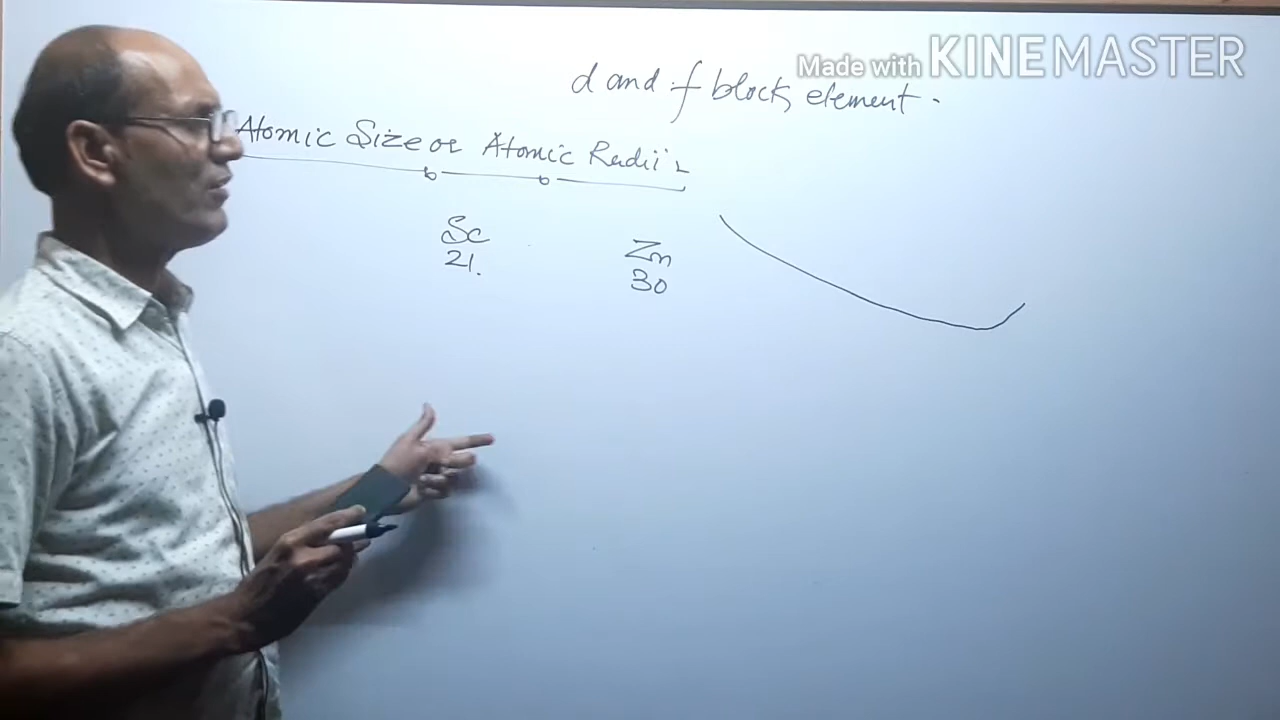 Made with KINEMASTER
d and f block element.
Atomic Size or Atomic Radii
Sc Zn
21. 30